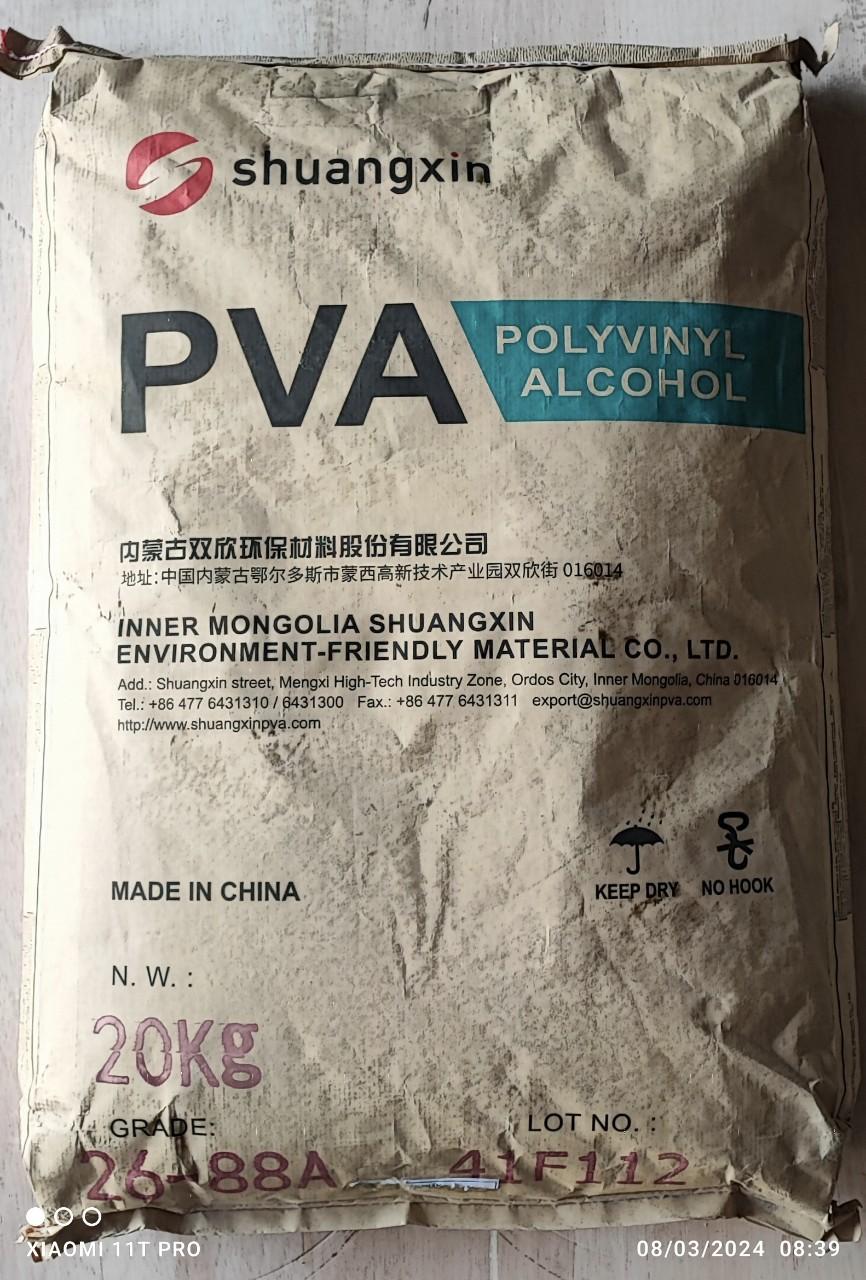 shuangxin
PVA
POLYVINYL
ALCOHOL
内蒙古双欣环保材料股份有限公司
地址:中国内蒙古鄂尔多斯市蒙西高新技术产业园双欣街 016014
INNER MONGOLIA SHUANGXIN
ENVIRONMENT-FRIENDLY MATERIAL CO., LTD.
Add.: Shuangxin street, Mengxi High-Tech Industry Zone, Ordos City, Inner Mongolia, China 016014
Tel.: +86 477 6431310 / 6431300 Fax.: +86 477 6431311 export@shuangxinpva.com
http://www.shuangxinpva.com
KEEP DRY NO HOOK
MADE IN CHINA
N. W. :
20Kg
GRADE: LOT NO. :
26-88A 41F112
XIAOMI 11T PRO 08/03/2024 08:39